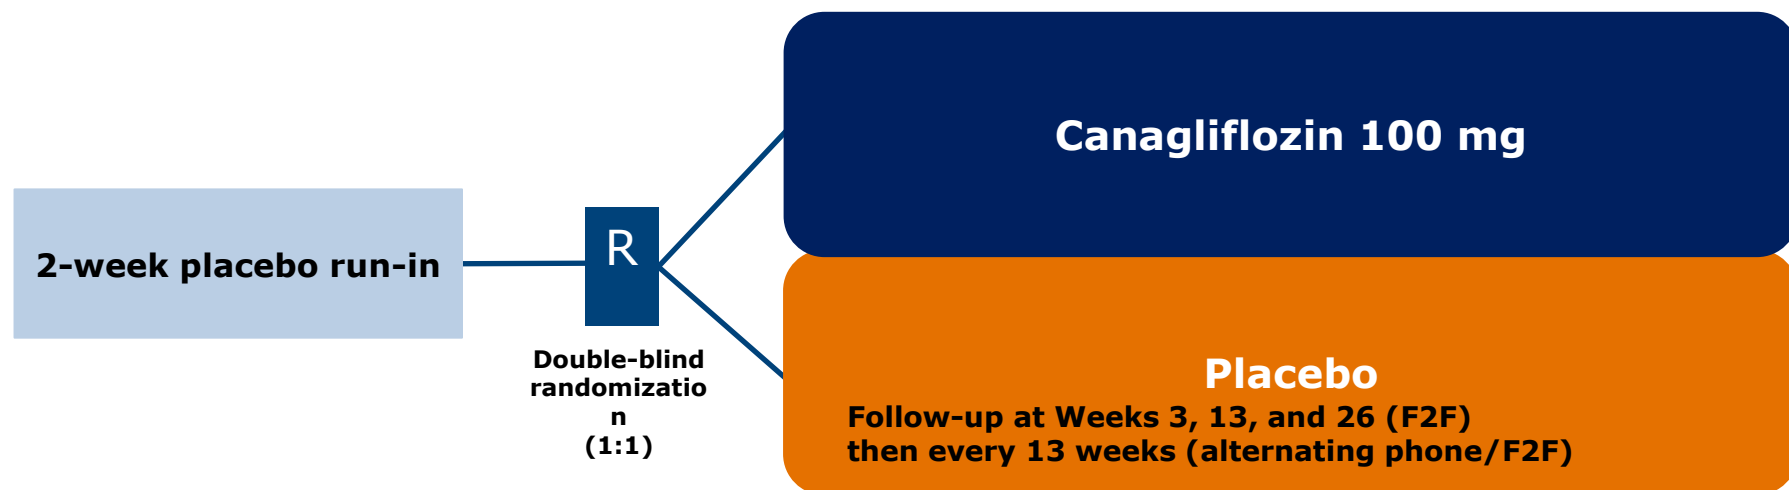 Canagliflozin 100 mg
2-week placebo run-in
R
Double-blind
randomizatio
n
(1:1)
Placebo
Follow-up at Weeks 3, 13, and 26 (F2F)
then every 13 weeks (alternating phone/F2F)